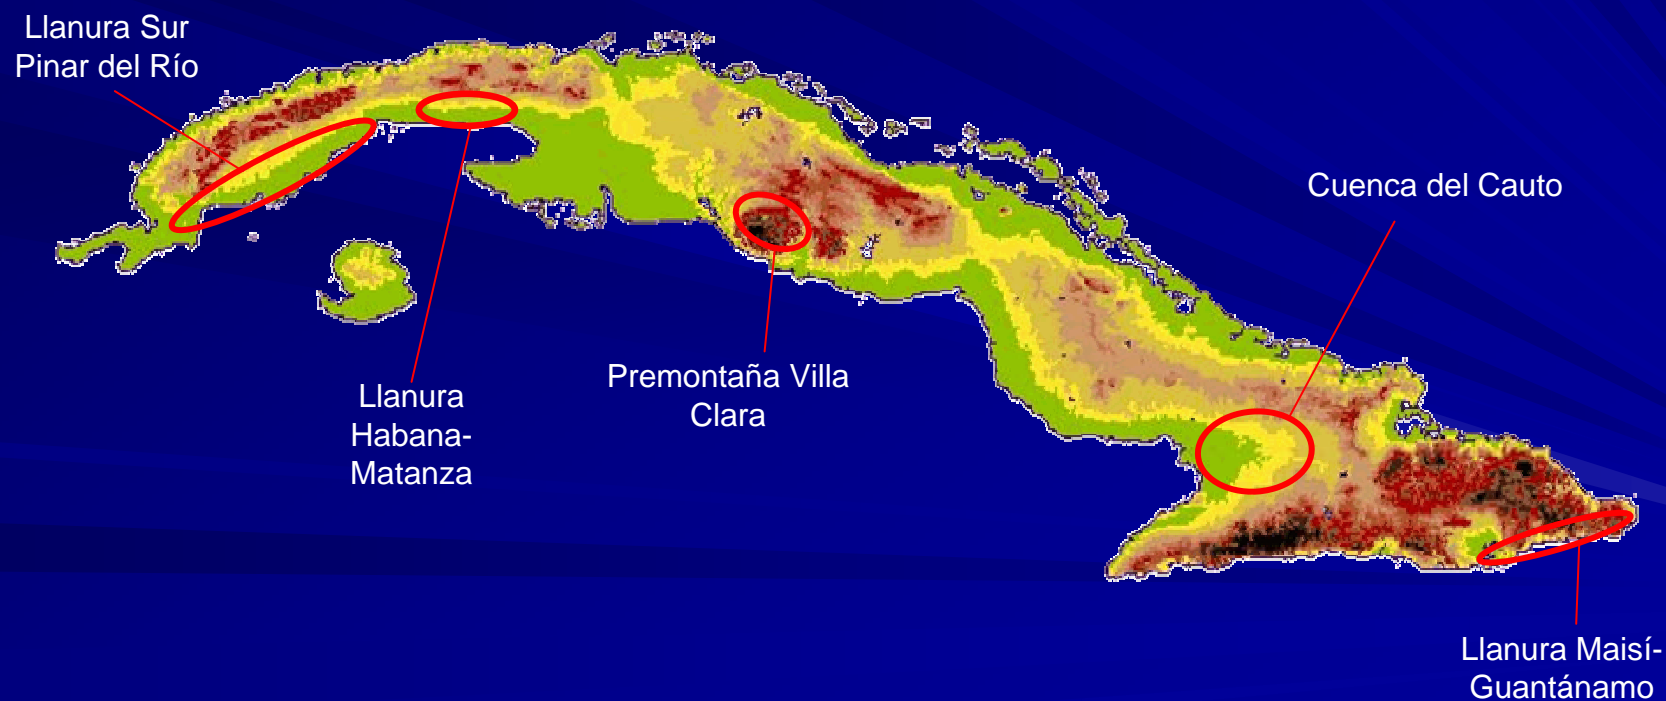 Llanura Sur
Pinar del Río
Cuenca del Cauto
Llanura
Habana-
Matanza
Premontaña Villa
Clara
Llanura Maisí-
Guantánamo